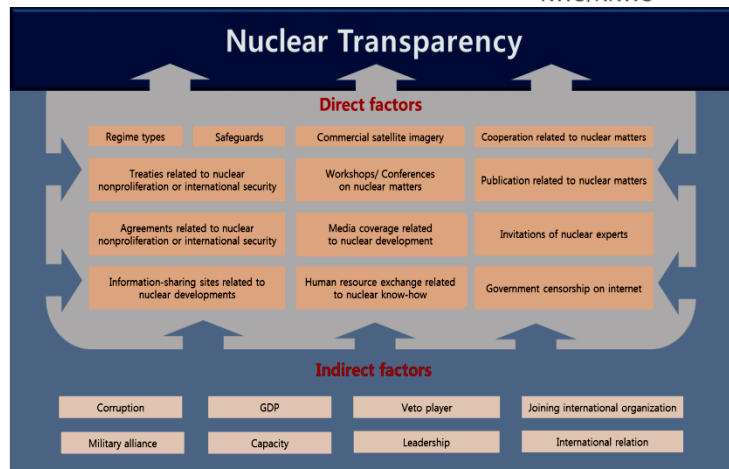 Nuclear Transparency
Direct factors
Regime types
Safeguards
Commercial satellite imagery
Cooperation related to nuclear matters
Treaties related to nuclear
nonproliferation or international security
Workshops/ Conferences
on nuclear matters
Publication related to nuclear matters
Agreements related to nuclear
nonproliferation or international security
Media coverage related
to nuclear development
Invitations of nuclear experts
Information-sharing sites related to
nuclear developments
Human resource exchange related
to nuclear know-how
Government censorship on internet
Indirect factors
Corruption
GDP
Veto player
Joining international organization
Military alliance
Capacity
Leadership
International relation